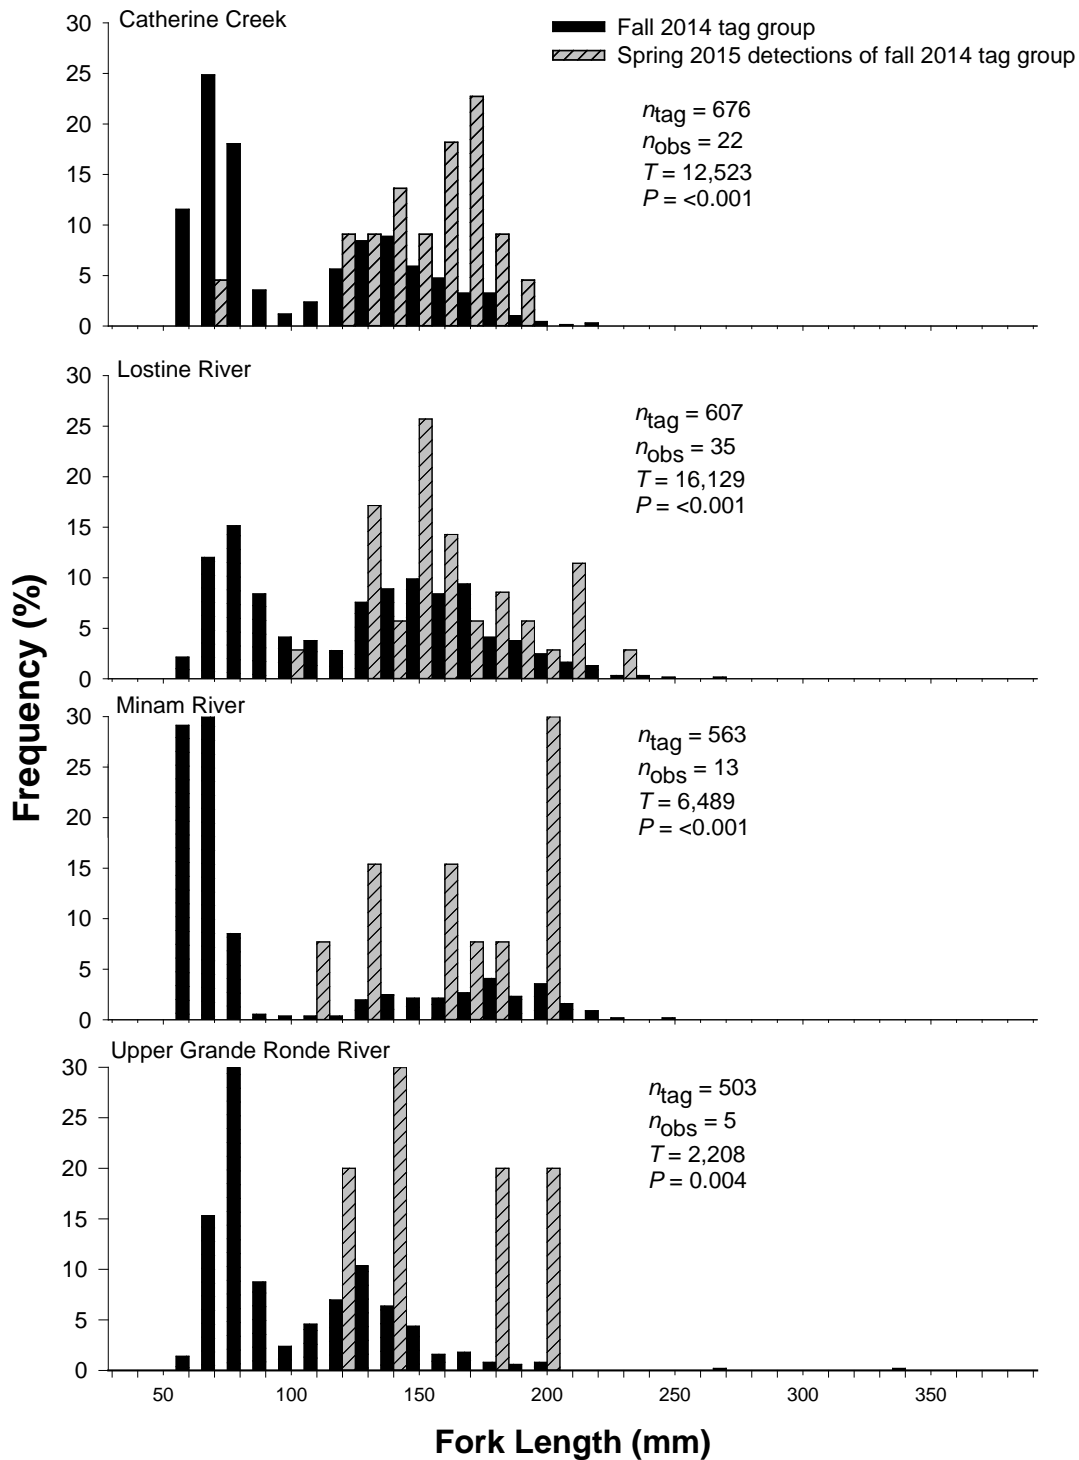 Catherine Creek
Fall 2014 tag group
Spring 2015 detections of fall 2014 tag group
30
25
20
15
10
5
0
ntag = 676
nobs = 22
T = 12,523
P = <0.001
Lostine River
30
25
20
15
10
5
0
ntag = 607
nobs = 35
T = 16,129
P = <0.001
Frequency (%)
Minam River
30
25
20
15
10
5
0
ntag = 563
nobs = 13
T = 6,489
P = <0.001
Upper Grande Ronde River
30
25
20
15
10
5
0
ntag = 503
nobs = 5
T = 2,208
P = 0.004
50 100 150 200 250 300 350
Fork Length (mm)